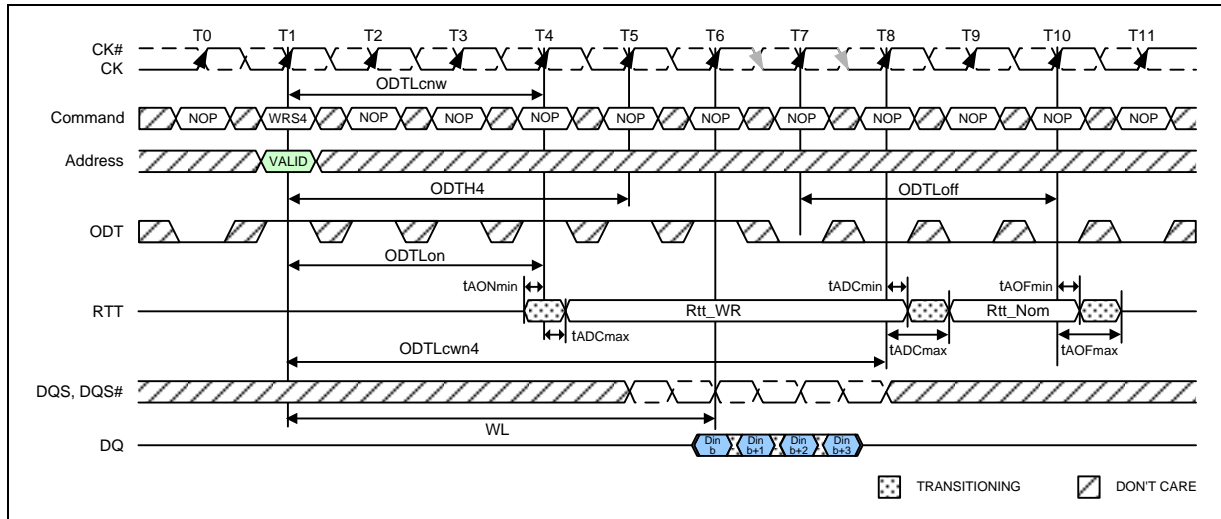 T0 T1 T2 T3 T4 T5 T6 T7 T8 T9 T10 T11
CK#
CK
ODTLcnw
Command NOP WRS4 NOP NOP NOP NOP NOP NOP NOP NOP NOP NOP
Address VALID
ODTH4 ODTLoff
ODT
ODTLon
tAONmin tADCmin tAOFmin
RTT Rtt_WR Rtt_Nom
tADCmax tADCmax tAOFmax
ODTLcwn4
DQS, DQS#
WL
DQ Din b Din b+1 Din b+2 Din b+3
TRANSITIONING DON'T CARE